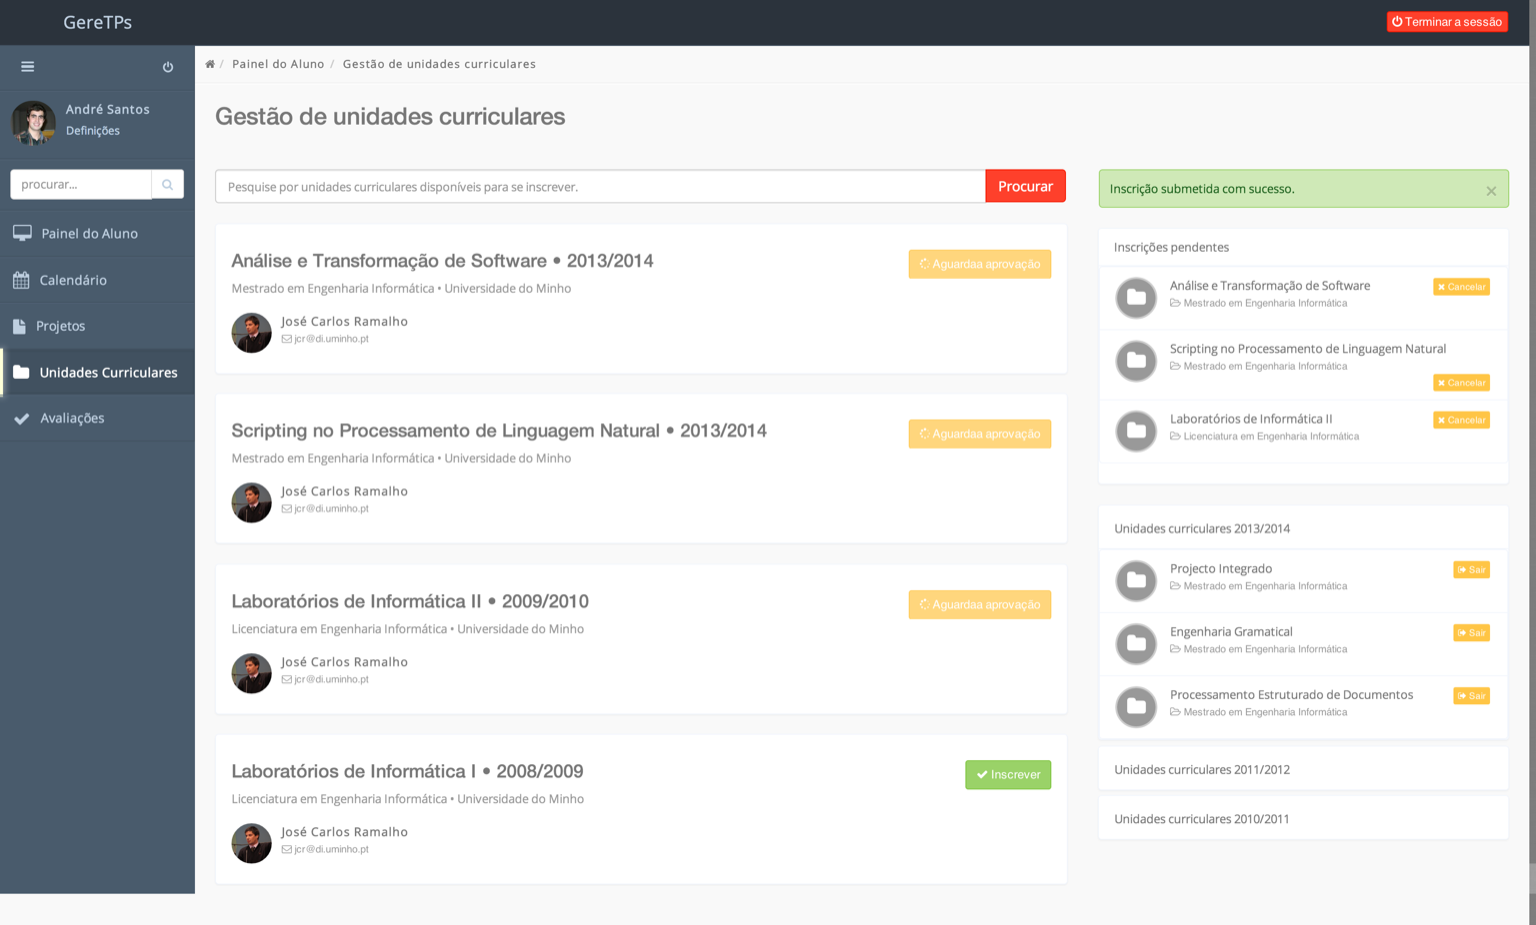 GereTPs
Terminar a sessão
Painel do Aluno / Gestão de unidades curriculares
André Santos
Definições
procurar...
Painel do Aluno
Calendário
Projetos
Unidades Curriculares
Avaliações
Gestão de unidades curriculares
Pesquise por unidades curriculares disponíveis para se inscrever.
Procurar
Análise e Transformação de Software • 2013/2014
Aguardaa aprovação
Mestrado em Engenharia Informática • Universidade do Minho
José Carlos Ramalho
jcr@di.uminho.pt
Scripting no Processamento de Linguagem Natural • 2013/2014
Aguardaa aprovação
Mestrado em Engenharia Informática • Universidade do Minho
José Carlos Ramalho
jcr@di.uminho.pt
Laboratórios de Informática II • 2009/2010
Aguardaa aprovação
Licenciatura em Engenharia Informática • Universidade do Minho
José Carlos Ramalho
jcr@di.uminho.pt
Laboratórios de Informática I • 2008/2009
Inscrever
Licenciatura em Engenharia Informática • Universidade do Minho
José Carlos Ramalho
jcr@di.uminho.pt
Inscrição submetida com sucesso.
×
Inscrições pendentes
Análise e Transformação de Software
Cancelar
Mestrado em Engenharia Informática
Scripting no Processamento de Linguagem Natural
Mestrado em Engenharia Informática
Cancelar
Laboratórios de Informática II
Cancelar
Licenciatura em Engenharia Informática
Unidades curriculares 2013/2014
Projecto Integrado
Sair
Mestrado em Engenharia Informática
Engenharia Gramatical
Sair
Mestrado em Engenharia Informática
Processamento Estruturado de Documentos
Sair
Mestrado em Engenharia Informática
Unidades curriculares 2011/2012
Unidades curriculares 2010/2011